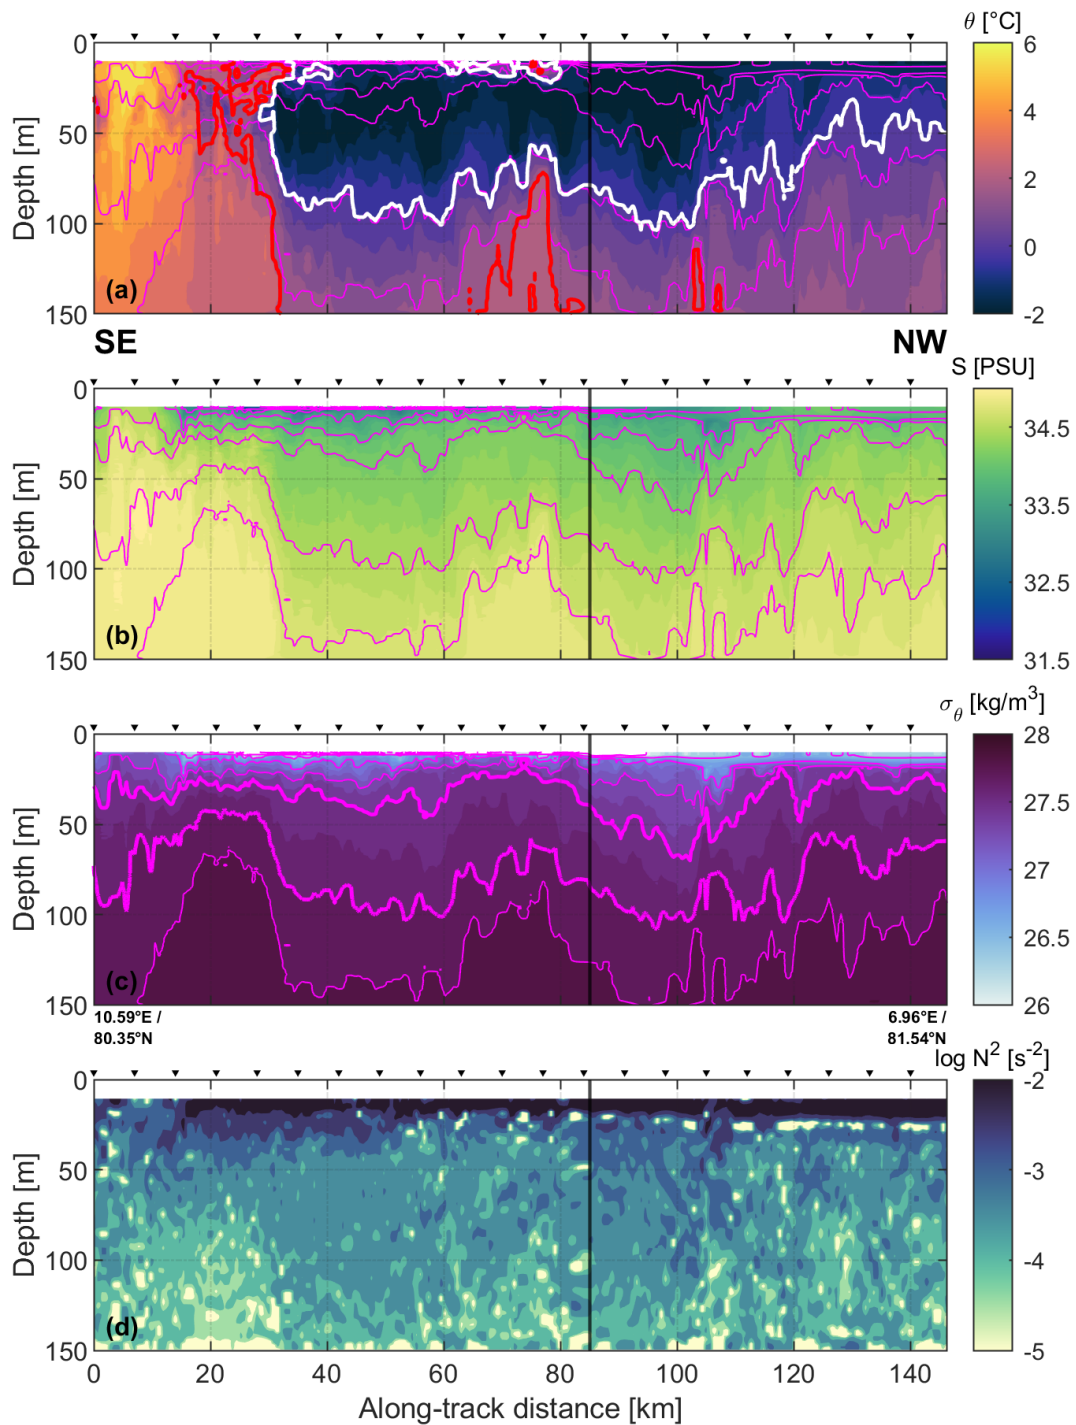 θ [°C]
0
50
100
150
Depth [m]
(a)
6
4
2
0
-2
SE
NW
S [PSU]
0
50
100
150
Depth [m]
(b)
34.5
33.5
32.5
31.5
σθ [kg/m3]
0
50
100
150
Depth [m]
(c)
28
27.5
27
26.5
26
10.59°E /
80.35°N
6.96°E /
81.54°N
log N2 [s-2]
0
50
100
150
Depth [m]
(d)
-2
-3
-4
-5
0 20 40 60 80 100 120 140
Along-track distance [km]